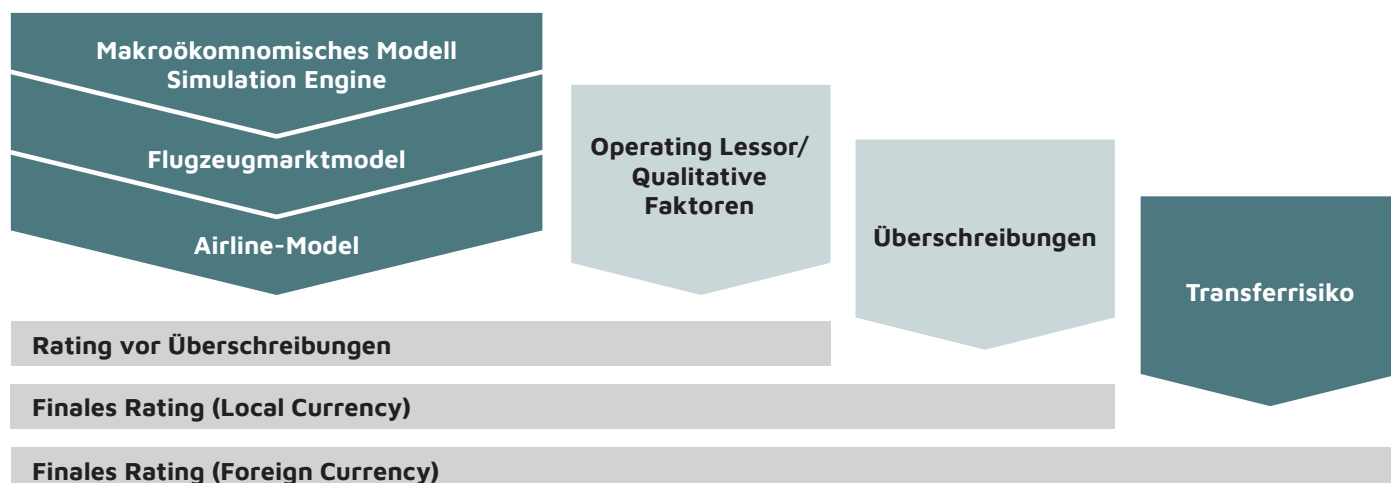 Makroökomnomisches Modell
Simulation Engine
Flugzeugmarktmodel
Airline-Model
Operating Lessor/
Qualitative
Faktoren
Überschreibungen
Transferrisiko
Rating vor Überschreibungen
Finales Rating (Local Currency)
Finales Rating (Foreign Currency)